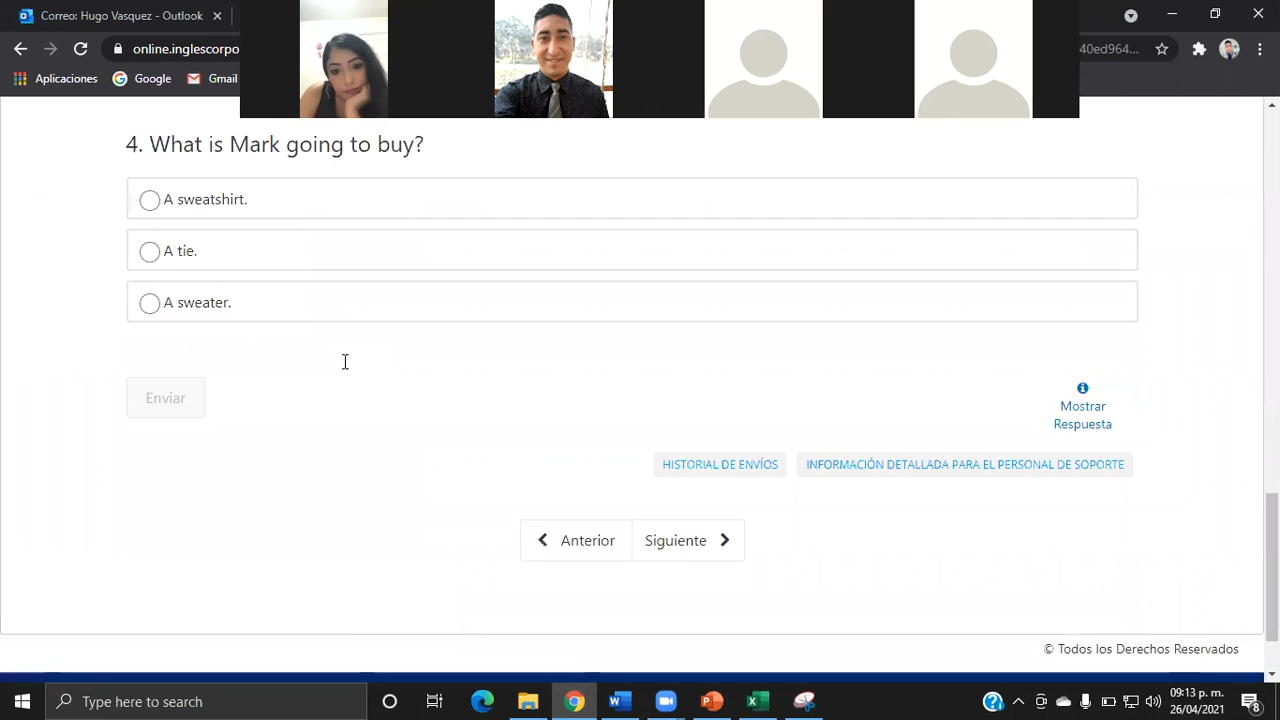 Correo: Hugo Vasquez - Outlook
online.inglescorpo
40ed964...
Aplicaciones
Google
Gmail
4. What is Mark going to buy?
A sweatshirt.
A tie.
A sweater.
Enviar
Mostrar
Respuesta
HISTORIAL DE ENVÍOS
INFORMACIÓN DETALLADA PARA EL PERSONAL DE SOPORTE
Anterior
Siguiente
© Todos los Derechos Reservados
Type here to search
09:13 p. m.
26/04/2021
8